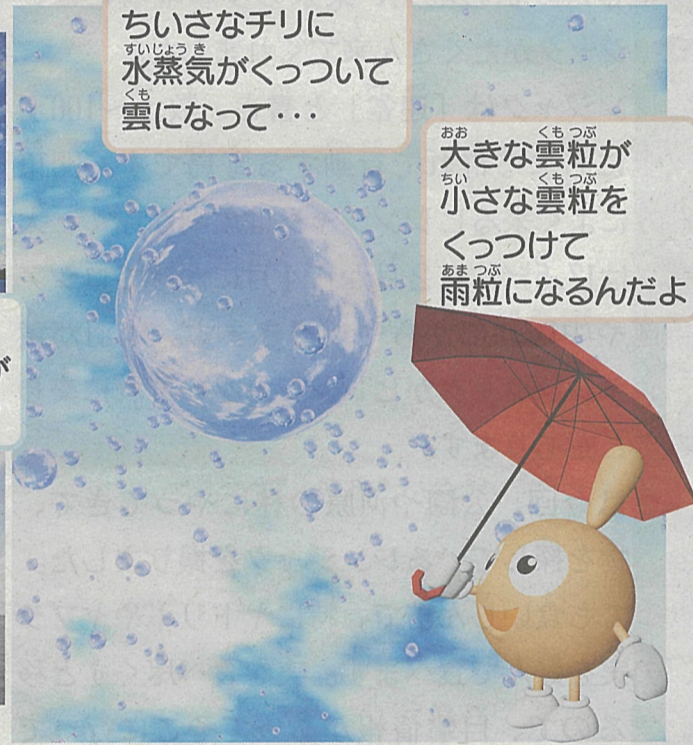 ちいさなチリに
水蒸気がくっついて
雲になって・・・
大きな雲粒が
小さな雲粒を
くっつけて
雨粒になるんだよ
が